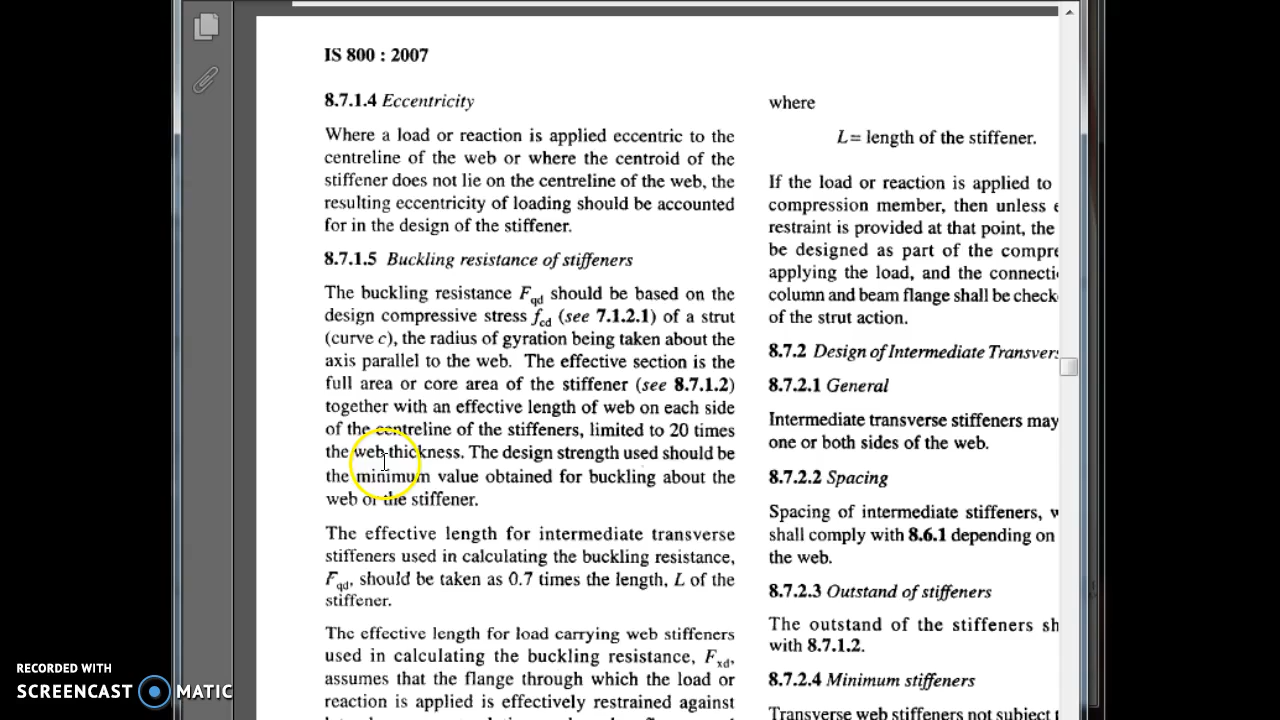 IS 800 : 2007
8.7.1.4 Eccentricity
Where a load or reaction is applied eccentric to the
centreline of the web or where the centroid of the
stiffener does not lie on the centreline of the web, the
resulting eccentricity of loading should be accounted
for in the design of the stiffener.
8.7.1.5 Buckling resistance of stiffeners
The buckling resistance Fqd should be based on the
design compressive stress fcd (see 7.1.2.1) of a strut
(curve c), the radius of gyration being taken about the
axis parallel to the web. The effective section is the
full area or core area of the stiffener (see 8.7.1.2)
together with an effective length of web on each side
of the centreline of the stiffeners, limited to 20 times
the web thickness. The design strength used should be
the minimum value obtained for buckling about the
web or the stiffener.
The effective length for intermediate transverse
stiffeners used in calculating the buckling resistance,
Fqd, should be taken as 0.7 times the length, L of the
stiffener.
The effective length for load carrying web stiffeners
used in calculating the buckling resistance, Fxd,
assumes that the flange through which the load or
reaction is applied is effectively restrained against
where
L = length of the stiffener.
If the load or reaction is applied to
compression member, then unless e
restraint is provided at that point, the
be designed as part of the compre
applying the load, and the connecti
column and beam flange shall be check
of the strut action.
8.7.2 Design of Intermediate Transvers
8.7.2.1 General
Intermediate transverse stiffeners may
one or both sides of the web.
8.7.2.2 Spacing
Spacing of intermediate stiffeners, w
shall comply with 8.6.1 depending on
the web.
8.7.2.3 Outstand of stiffeners
The outstand of the stiffeners sh
with 8.7.1.2.
8.7.2.4 Minimum stiffeners
Transverse web stiffeners not subject t
RECORDED WITH
SCREENCAST MATIC